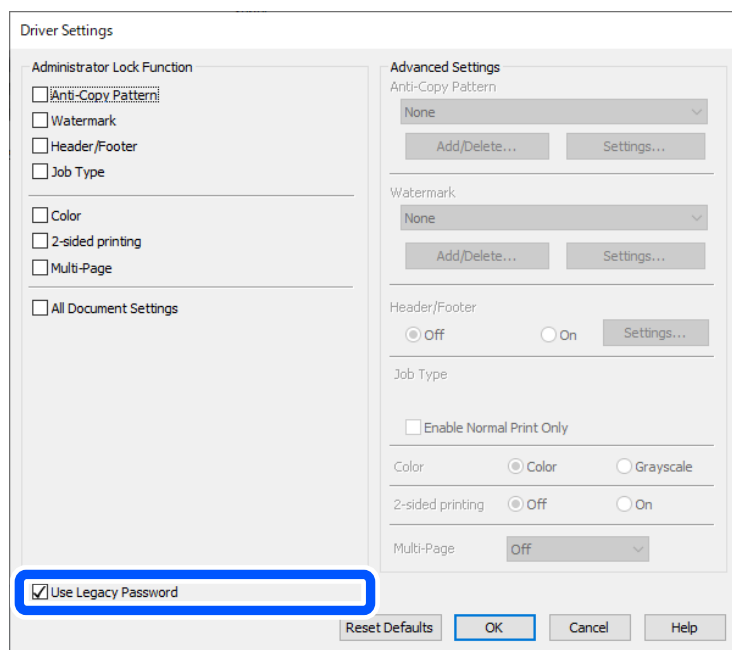 Driver Settings
Administrator Lock Function
Anti-Copy Pattern
Watermark
Header/Footer
Job Type
Color
2-sided printing
Multi-Page
All Document Settings
Use Legacy Password
Advanced Settings
Anti-Copy Pattern
None
Add/Delete... Settings...
Watermark
None
Add/Delete... Settings...
Header/Footer
Off On Settings...
Job Type
Enable Normal Print Only
Color Color Grayscale
2-sided printing Off On
Multi-Page Off
Reset Defaults OK Cancel Help